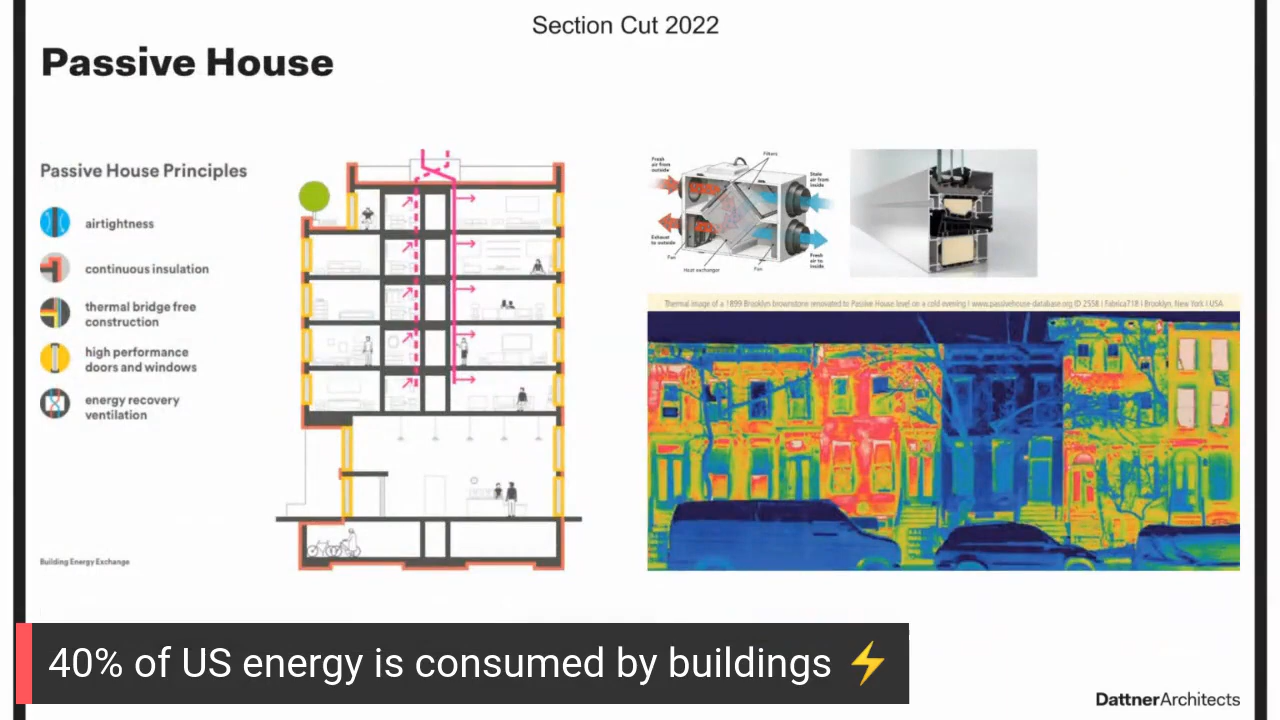 Section Cut 2022
Passive House
Passive House Principles
airtightness
continuous insulation
thermal bridge free
construction
high performance
doors and windows
energy recovery
ventilation
Building Energy Exchange
Filters
Fresh
air from
outside
Stale
air from
inside
Exhaust
to outside
Fan
Heat exchanger
Fan
Fresh
air to
inside
Thermal image of a 1899 Brooklyn brownstone renovated to Passive House level on a cold evening I www.passivehouse-database.org © 2558 I Fabrica718 I Brooklyn. New York I USA
40% of US energy is consumed by buildings ⚡
DattnerArchitects